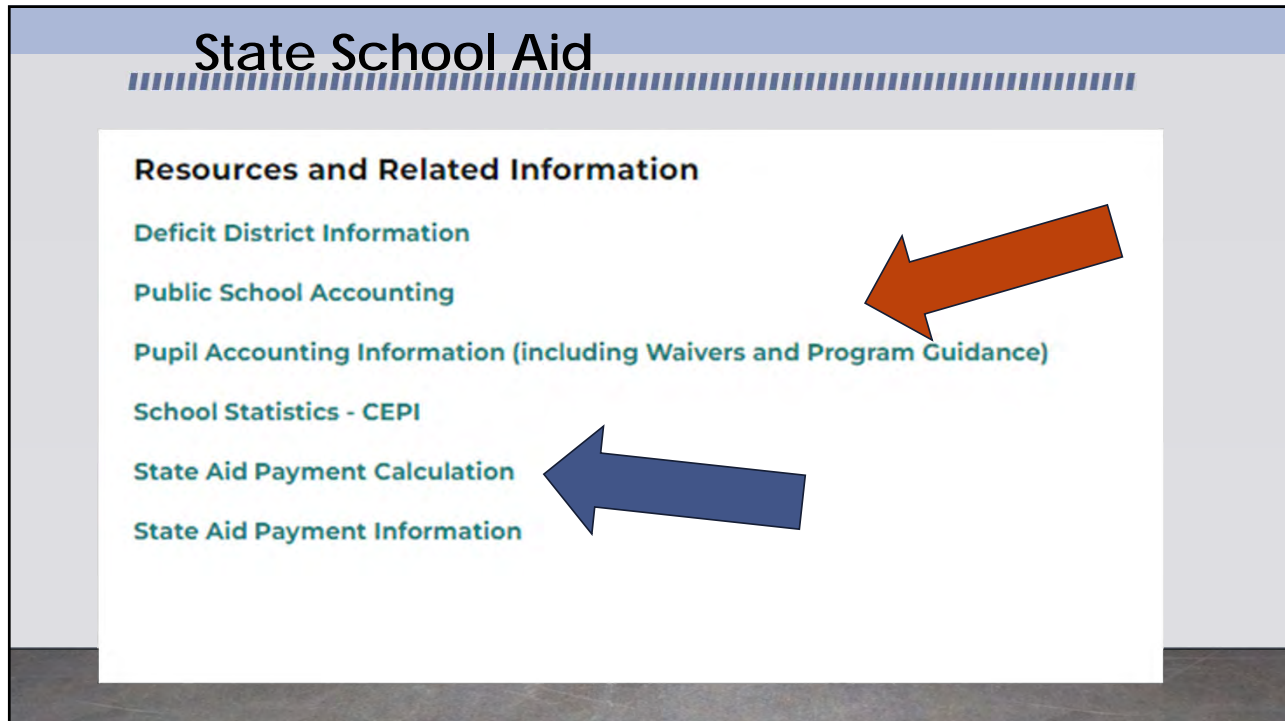 State School Aid
Resources and Related Information
Deficit District Information
Public School Accounting
Pupil Accounting Information (including Waivers and Program Guidance)
School Statistics - CEPI
State Aid Payment Calculation
State Aid Payment Information